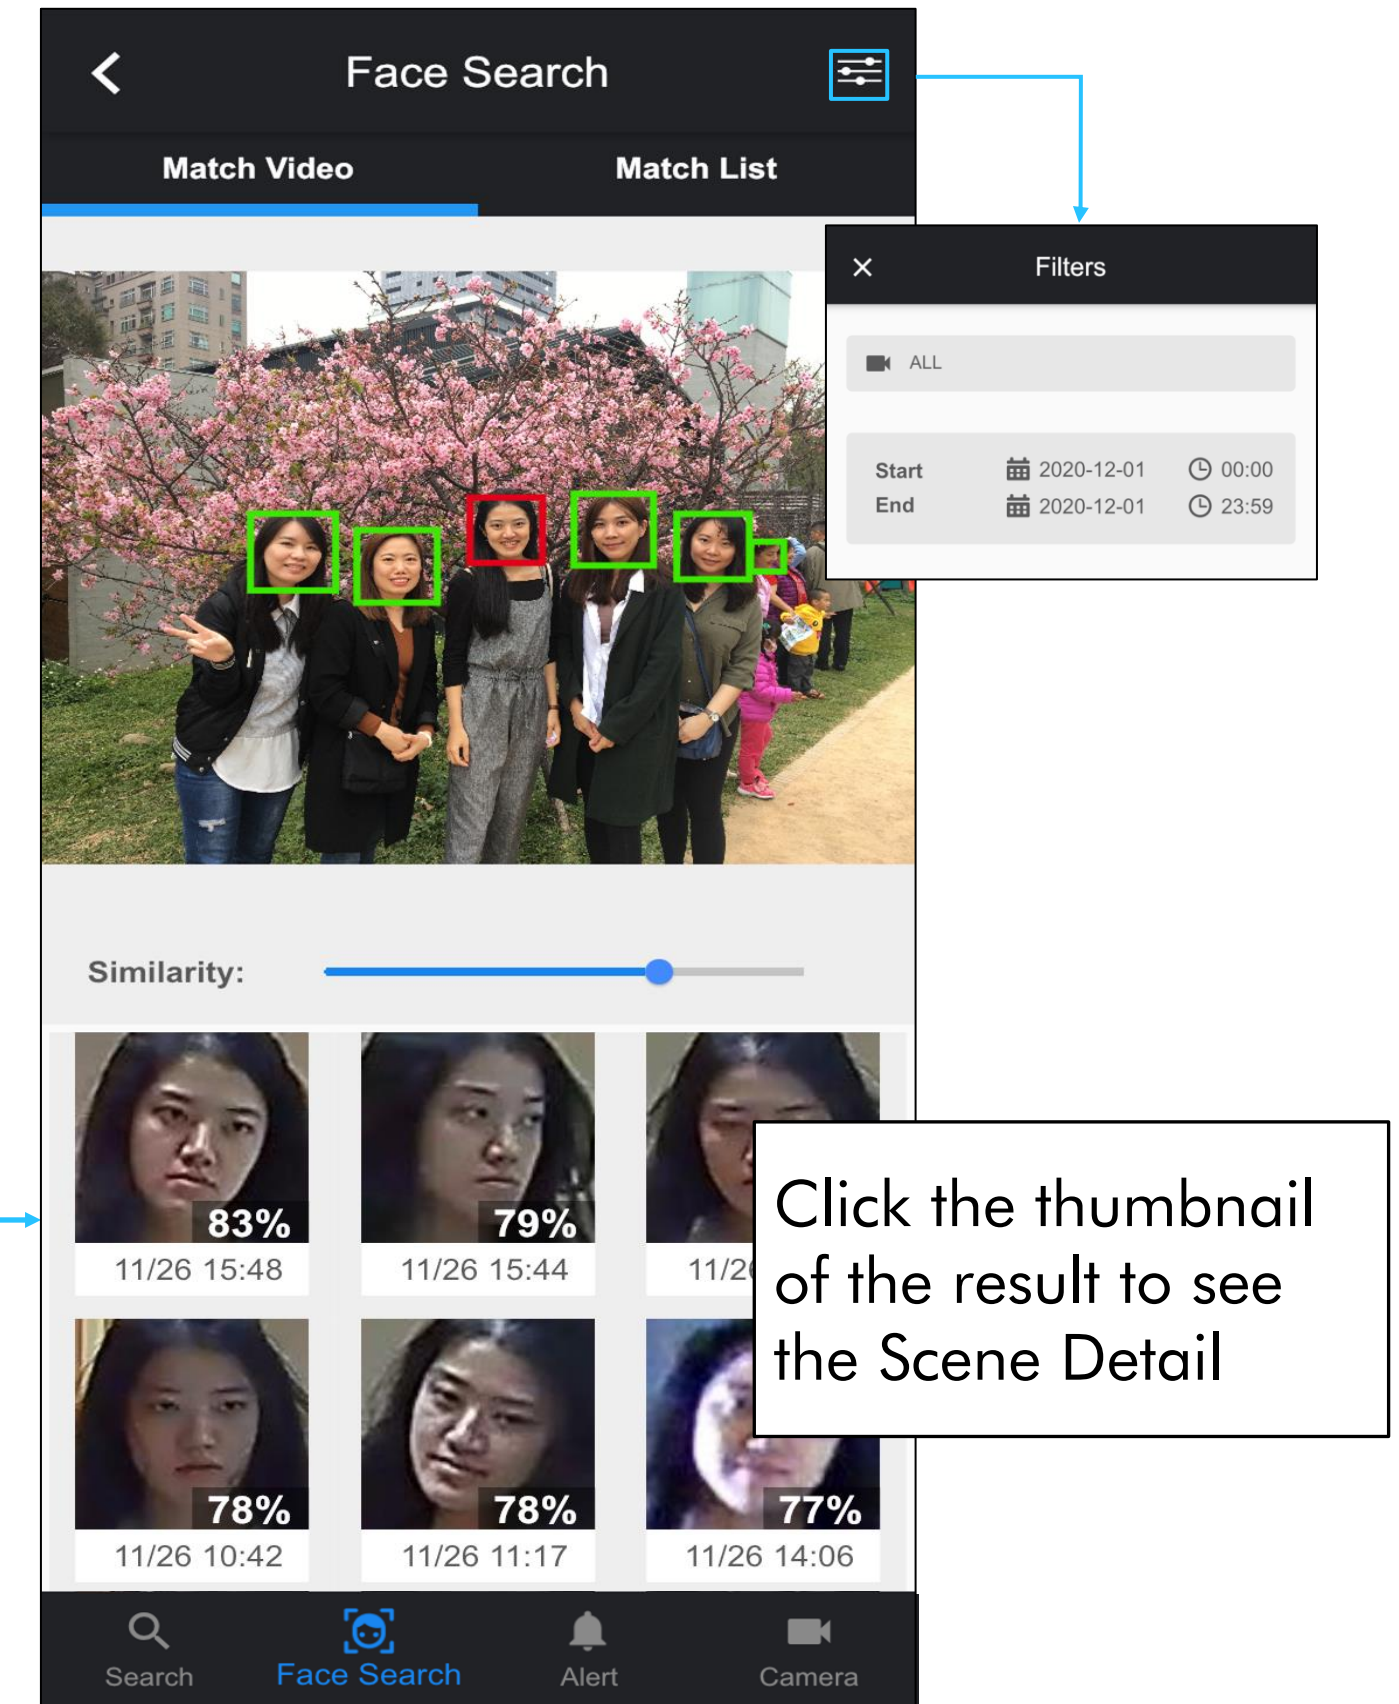 Face Search
Match Video
Match List
Filters
ALL
Start 2020-12-01 00:00
End 2020-12-01 23:59
Similarity:
83%
79%
11/26 15:48
11/26 15:44
Click the thumbnail
of the result to see
the Scene Detail
78%
78%
77%
11/26 10:42
11/26 11:17
11/26 14:06
Search
Face Search
Alert
Camera